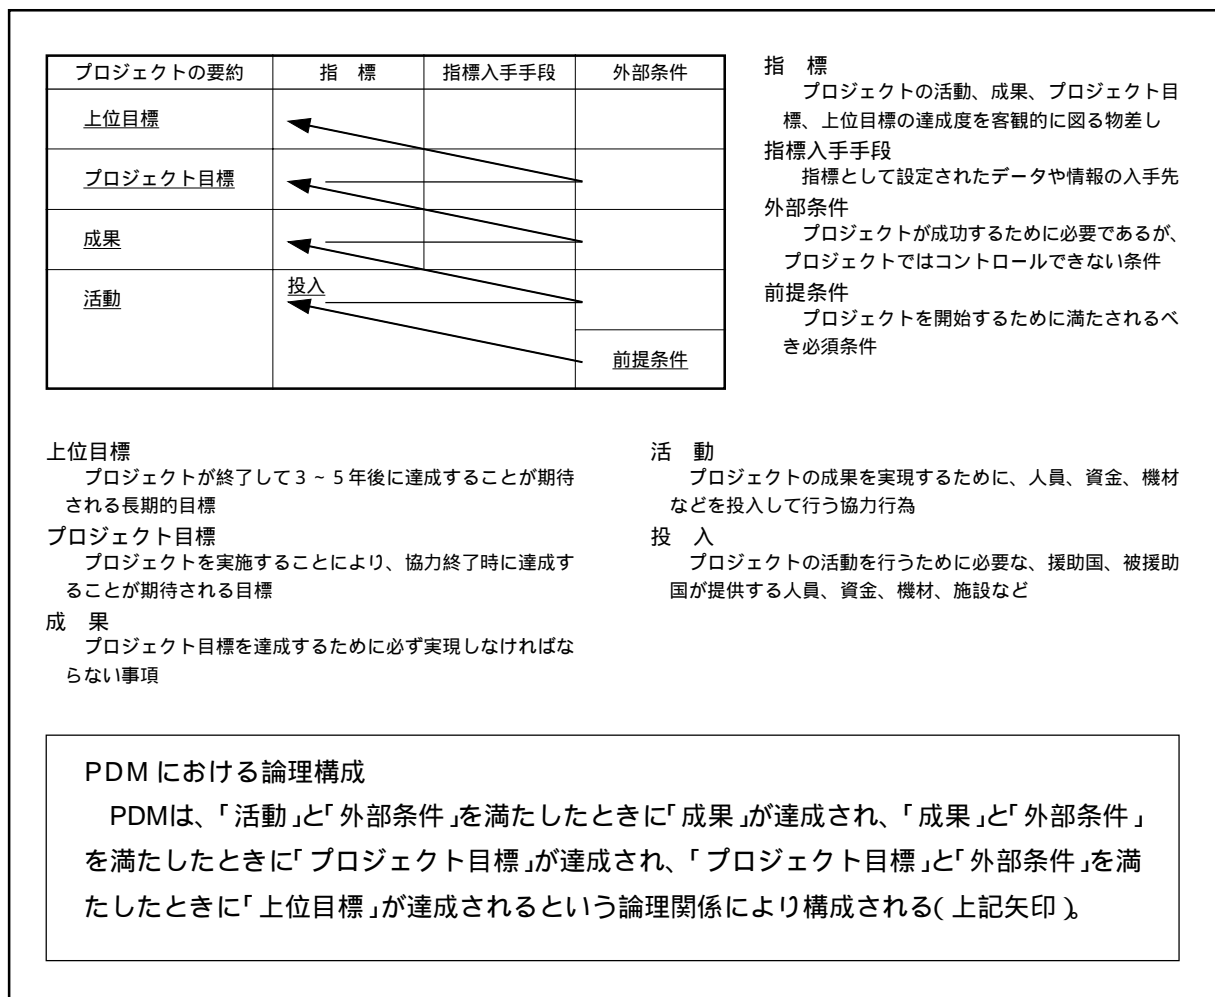 プロジェクトの要約 指　標 指標入手手段 外部条件
上位目標
プロジェクト目標
成果
活動 投入
前提条件
指　標
プロジェクトの活動、成果、プロジェクト目
標、上位目標の達成度を客観的に図る物差し
指標入手手段
指標として設定されたデータや情報の入手先
外部条件
プロジェクトが成功するために必要であるが、
プロジェクトではコントロールできない条件
前提条件
プロジェクトを開始するために満たされるべ
き必須条件
上位目標
プロジェクトが終了して３～５年後に達成することが期待
される長期的目標
プロジェクト目標
プロジェクトを実施することにより、協力終了時に達成す
ることが期待される目標
成　果
プロジェクト目標を達成するために必ず実現しなければな
らない事項
活　動
プロジェクトの成果を実現するために、人員、資金、機材
などを投入して行う協力行為
投　入
プロジェクトの活動を行うために必要な、援助国、被援助
国が提供する人員、資金、機材、施設など
PDMにおける論理構成
PDMは、「活動」と「外部条件」を満たしたときに「成果」が達成され、「成果」と「外部条件」
を満たしたときに「プロジェクト目標」が達成され、「プロジェクト目標」と「外部条件」を満
たしたときに「上位目標」が達成されるという論理関係により構成される(上記矢印)。